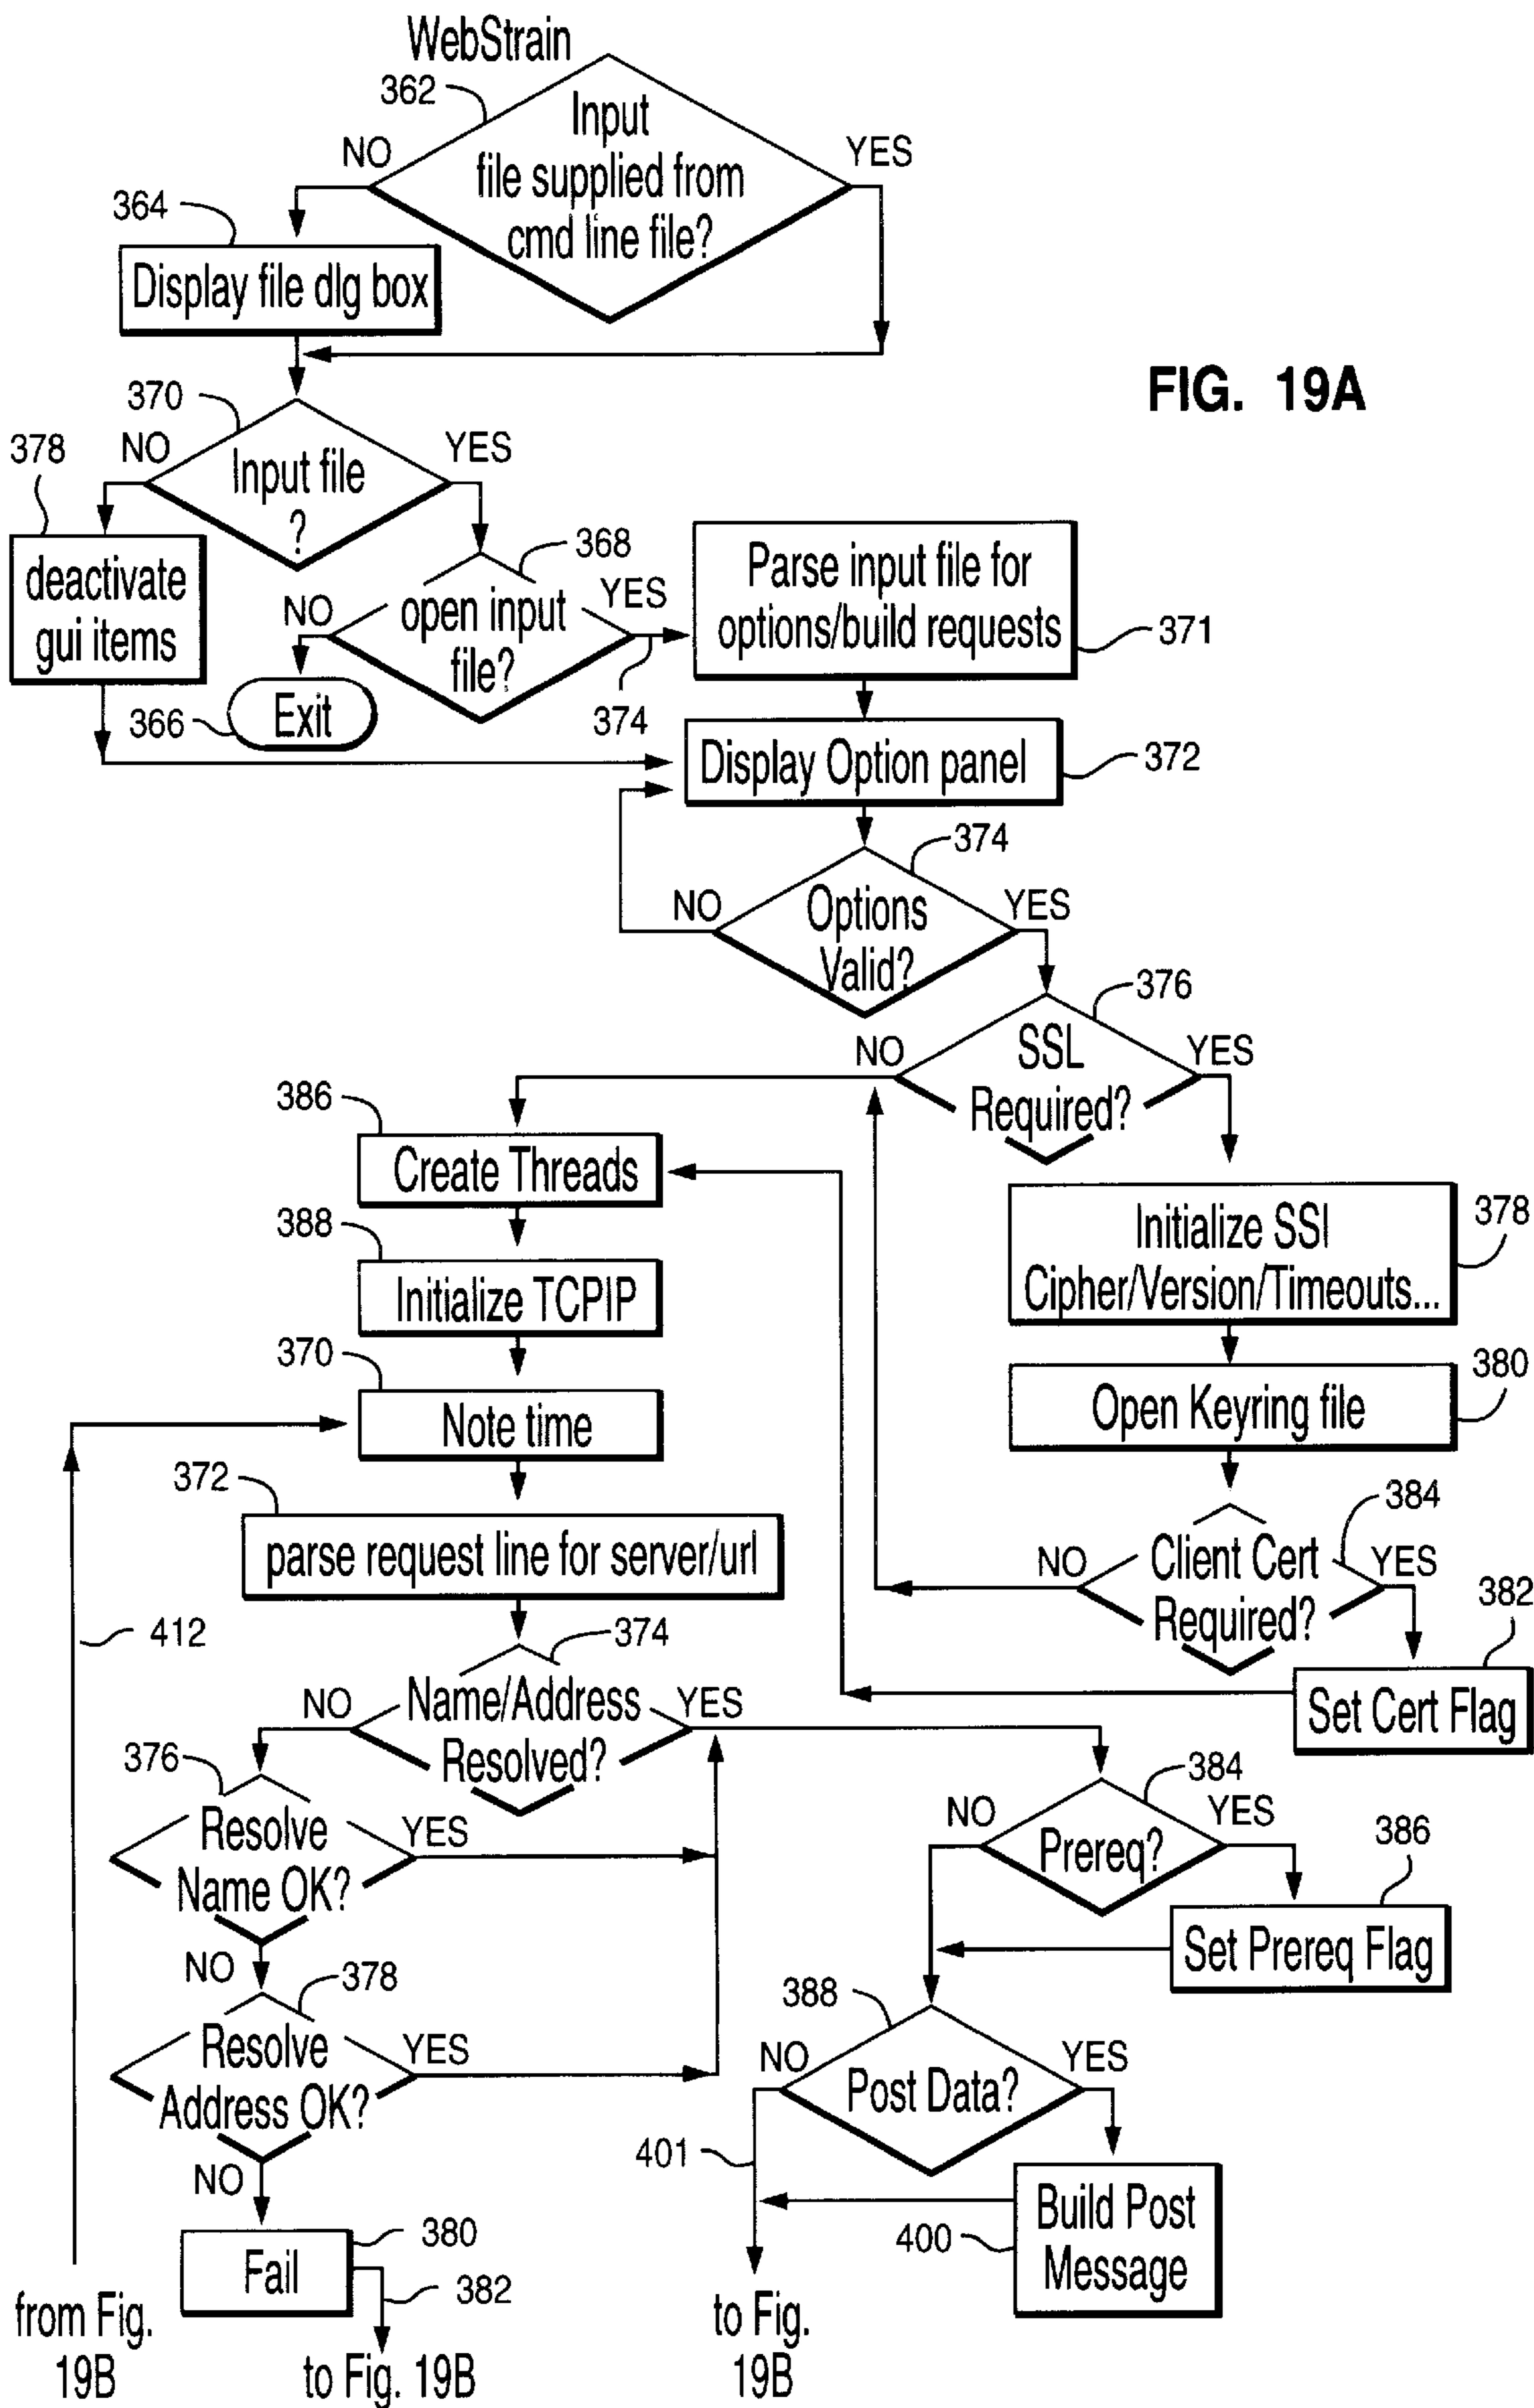 WebStrain
362
Input
file supplied from
cmd line file?
NO
YES
364
Display file dlg box
FIG. 19A
370
NO
YES
Input file
?
378
deactivate
gui items
368
NO
YES
open input
file?
374
366
Exit
Parse input file for
options/build requests
371
Display Option panel
372
374
NO
YES
Options
Valid?
376
NO
YES
SSL
Required?
386
Create Threads
388
Initialize TCPIP
370
Note time
372
parse request line for server/url
Initialize SSI
Cipher/Version/Timeouts...
378
380
Open Keyring file
384
NO
YES
Client Cert
Required?
382
Set Cert Flag
412
374
NO
YES
Name/Address
Resolved?
376
Resolve
Name OK?
YES
NO
378
Resolve
Address OK?
YES
NO
380
Fail
382
384
NO
YES
Prereq?
386
Set Prereq Flag
388
NO
YES
Post Data?
401
400
Build Post
Message
from Fig.
19B
to Fig. 19B
to Fig.
19B